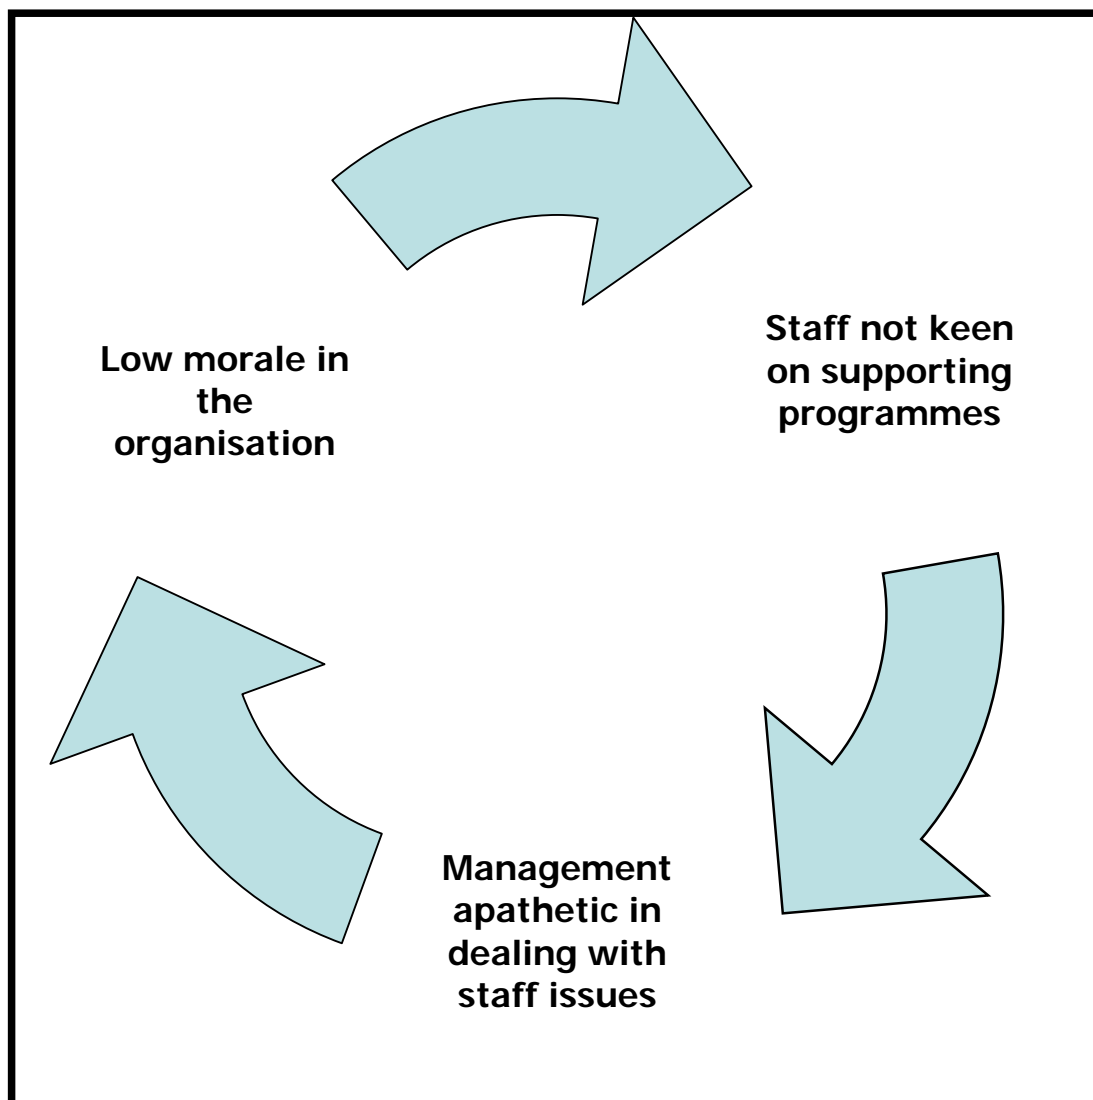 Low morale in
the
organisation
Staff not keen
on supporting
programmes
Management
apathetic in
dealing with
staff issues